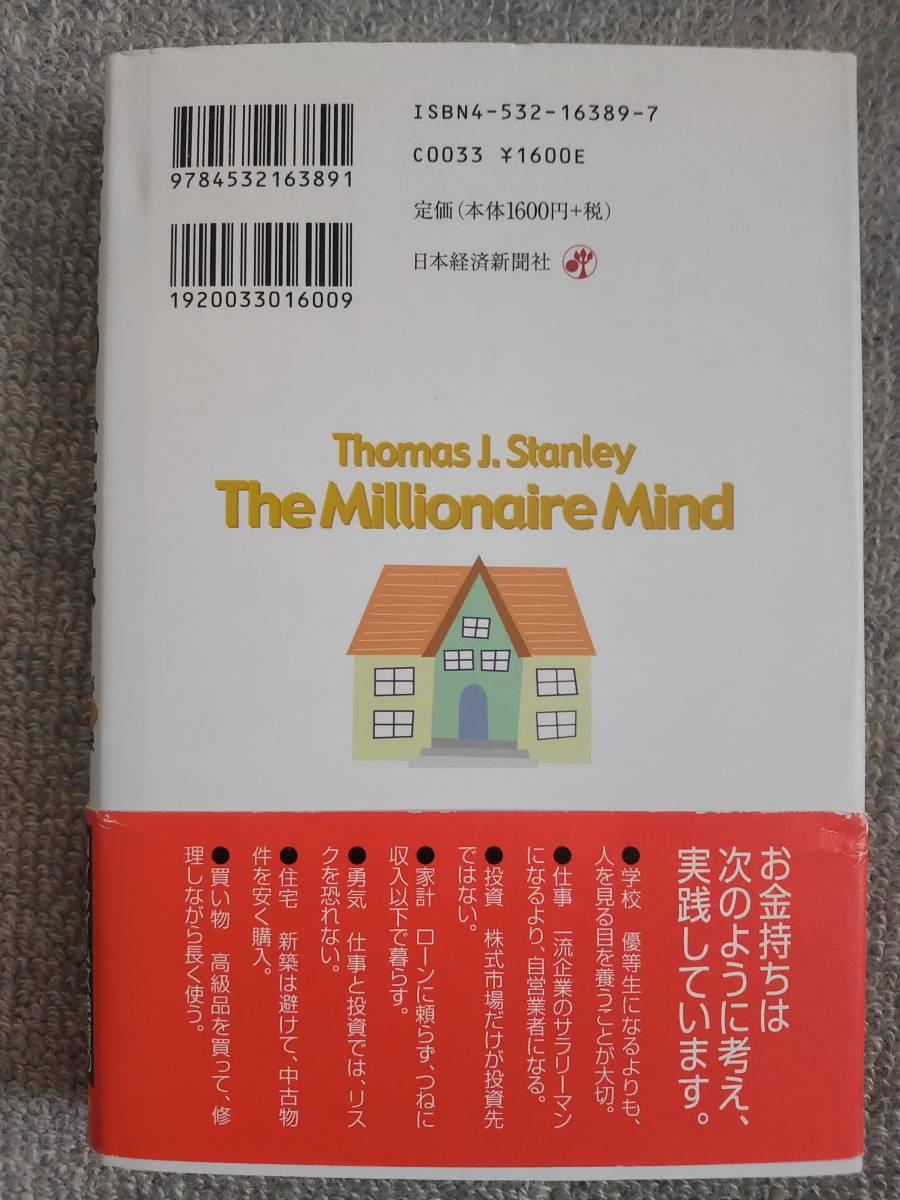 9784532163891
1920033016009
ISBN4-532-16389-7
C0033 ¥1600E
定価(本体1600円+税)
日本経済新聞社
Thomas J. Stanley
The Millionaire Mind
お金持ちは
次のように考え、
実践しています。
●学校 優等生になるよりも、
人を見る目を養うことが大切。
●仕事 一流企業のサラリーマン
になるより、自営業者になる。
●投資 株式市場だけが投資先
ではない。
●家計 ローンに頼らず、つねに
収入以下で暮らす。
●勇気 仕事と投資では、リス
クを恐れない。
●住宅 新築は避けて、中古物
件を安く購入。
●買い物 高級品を買って、修
理しながら長く使う。